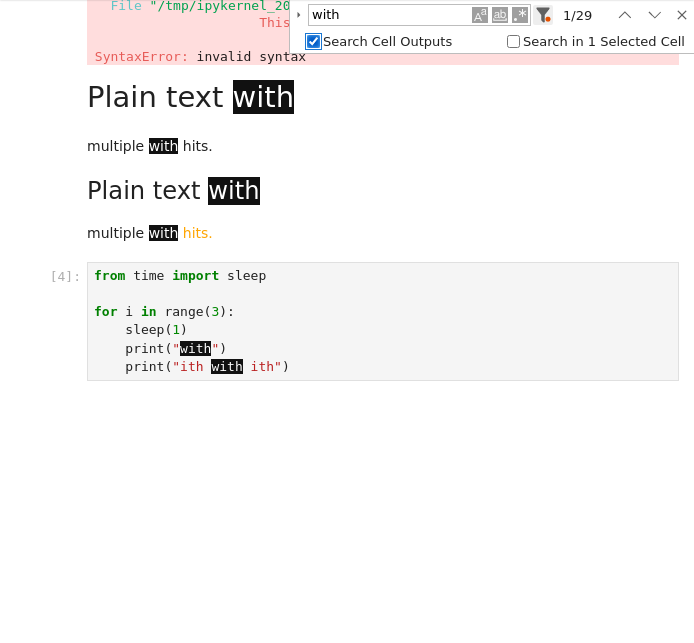 File "/tmp/ipykernel_20
This
SyntaxError: invalid syntax
with
1/29
Search Cell Outputs
Search in 1 Selected Cell
Plain text with
multiple with hits.
Plain text with
multiple with hits.
[4]:
from time import sleep
for i in range(3):
    sleep(1)
    print("with")
    print("ith with ith")